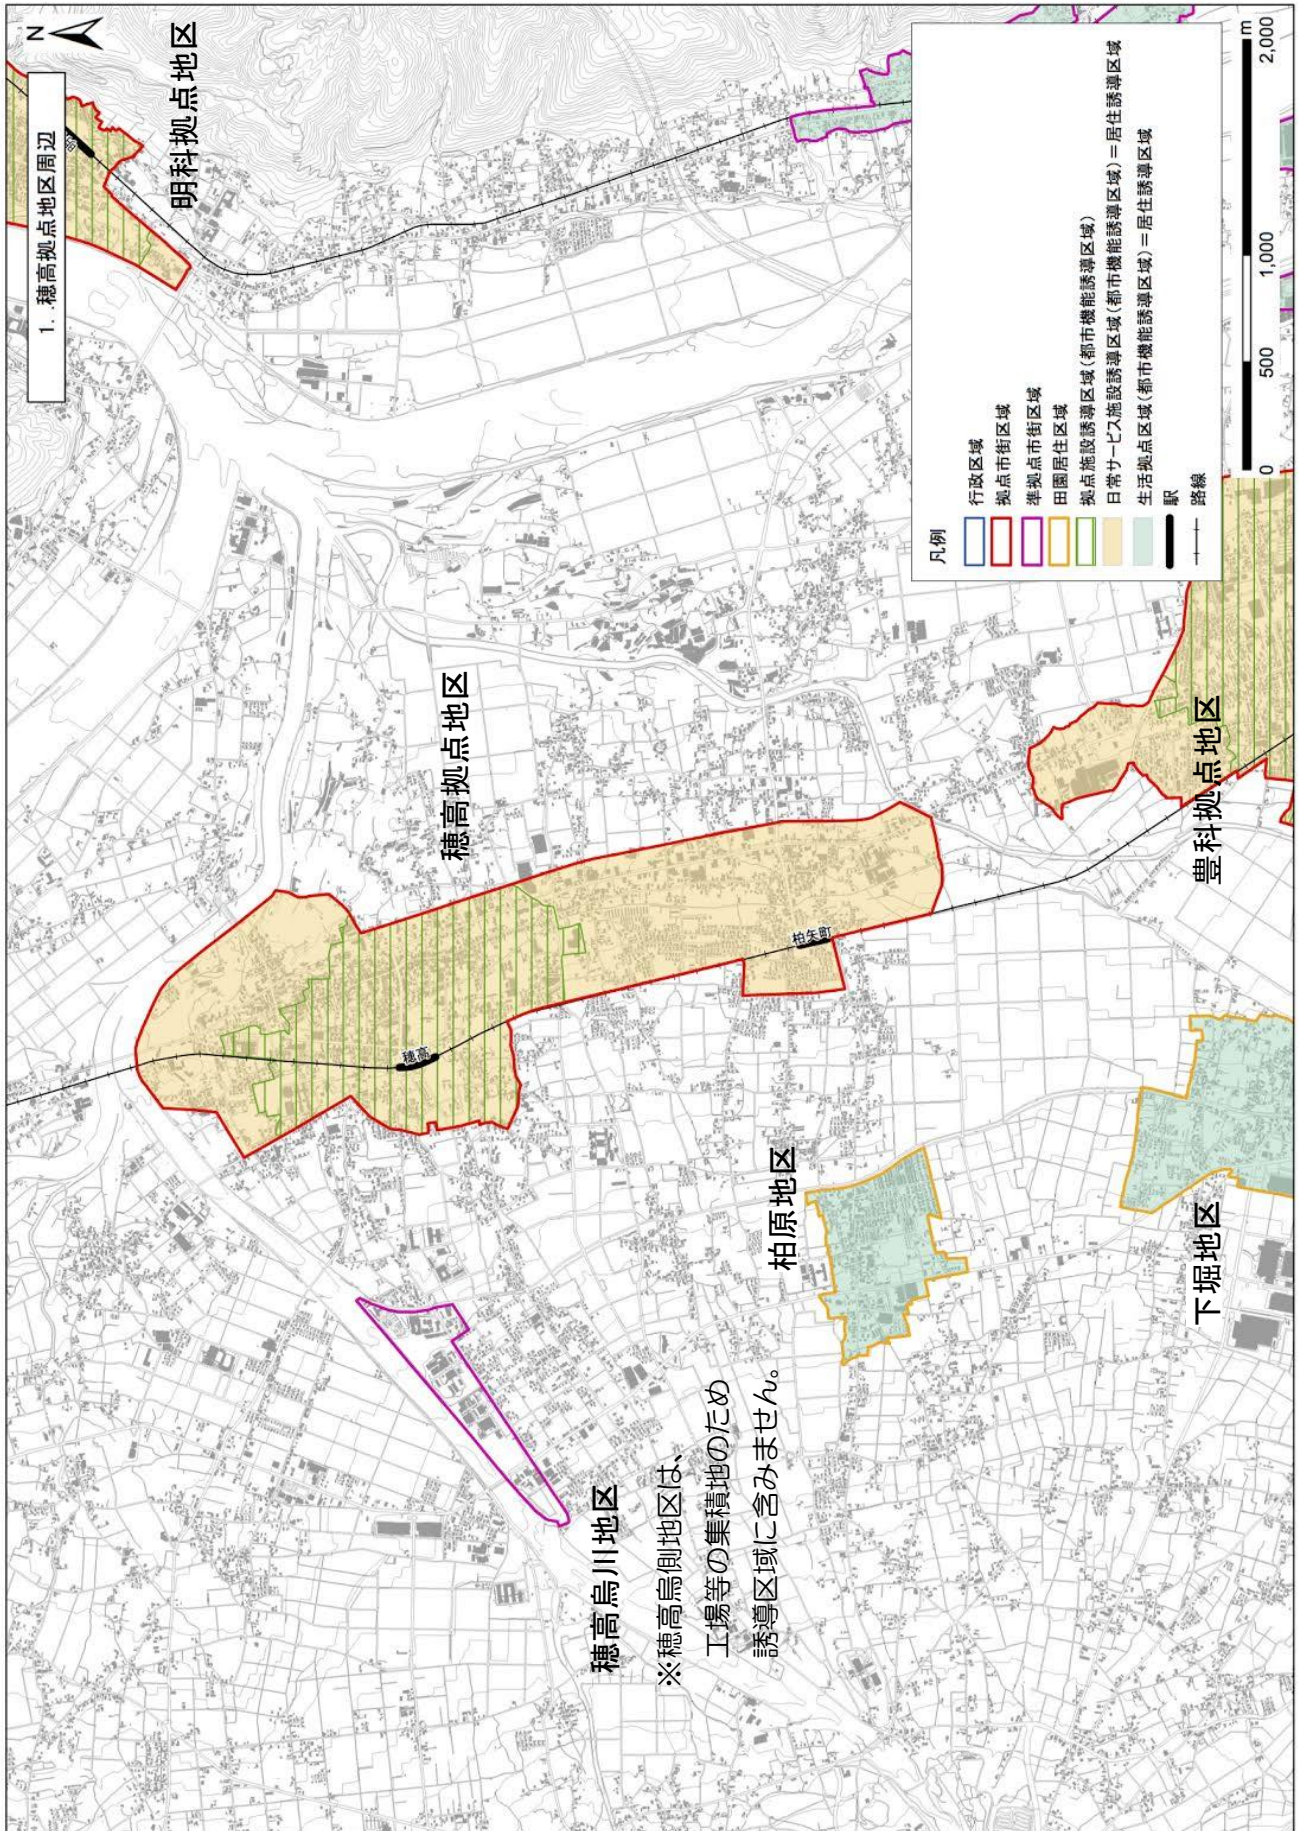 1. .穂高拠点地区周辺
N
明科拠点地区
穂高拠点地区
穂高
柏矢町
豊科拠点地区
柏原地区
下堀地区
穂高烏川地区
※穂高烏側地区は、
工場等の集積地のため
誘導区域に含みません。
凡例
行政区域
拠点市街区域
準拠点市街区域
田園居住区域
拠点施設誘導区域(都市機能誘導区域)
日常サービス施設誘導区域(都市機能誘導区域)=居住誘導区域
生活拠点区域(都市機能誘導区域)=居住誘導区域
駅
路線
0 500 1,000 2,000
m